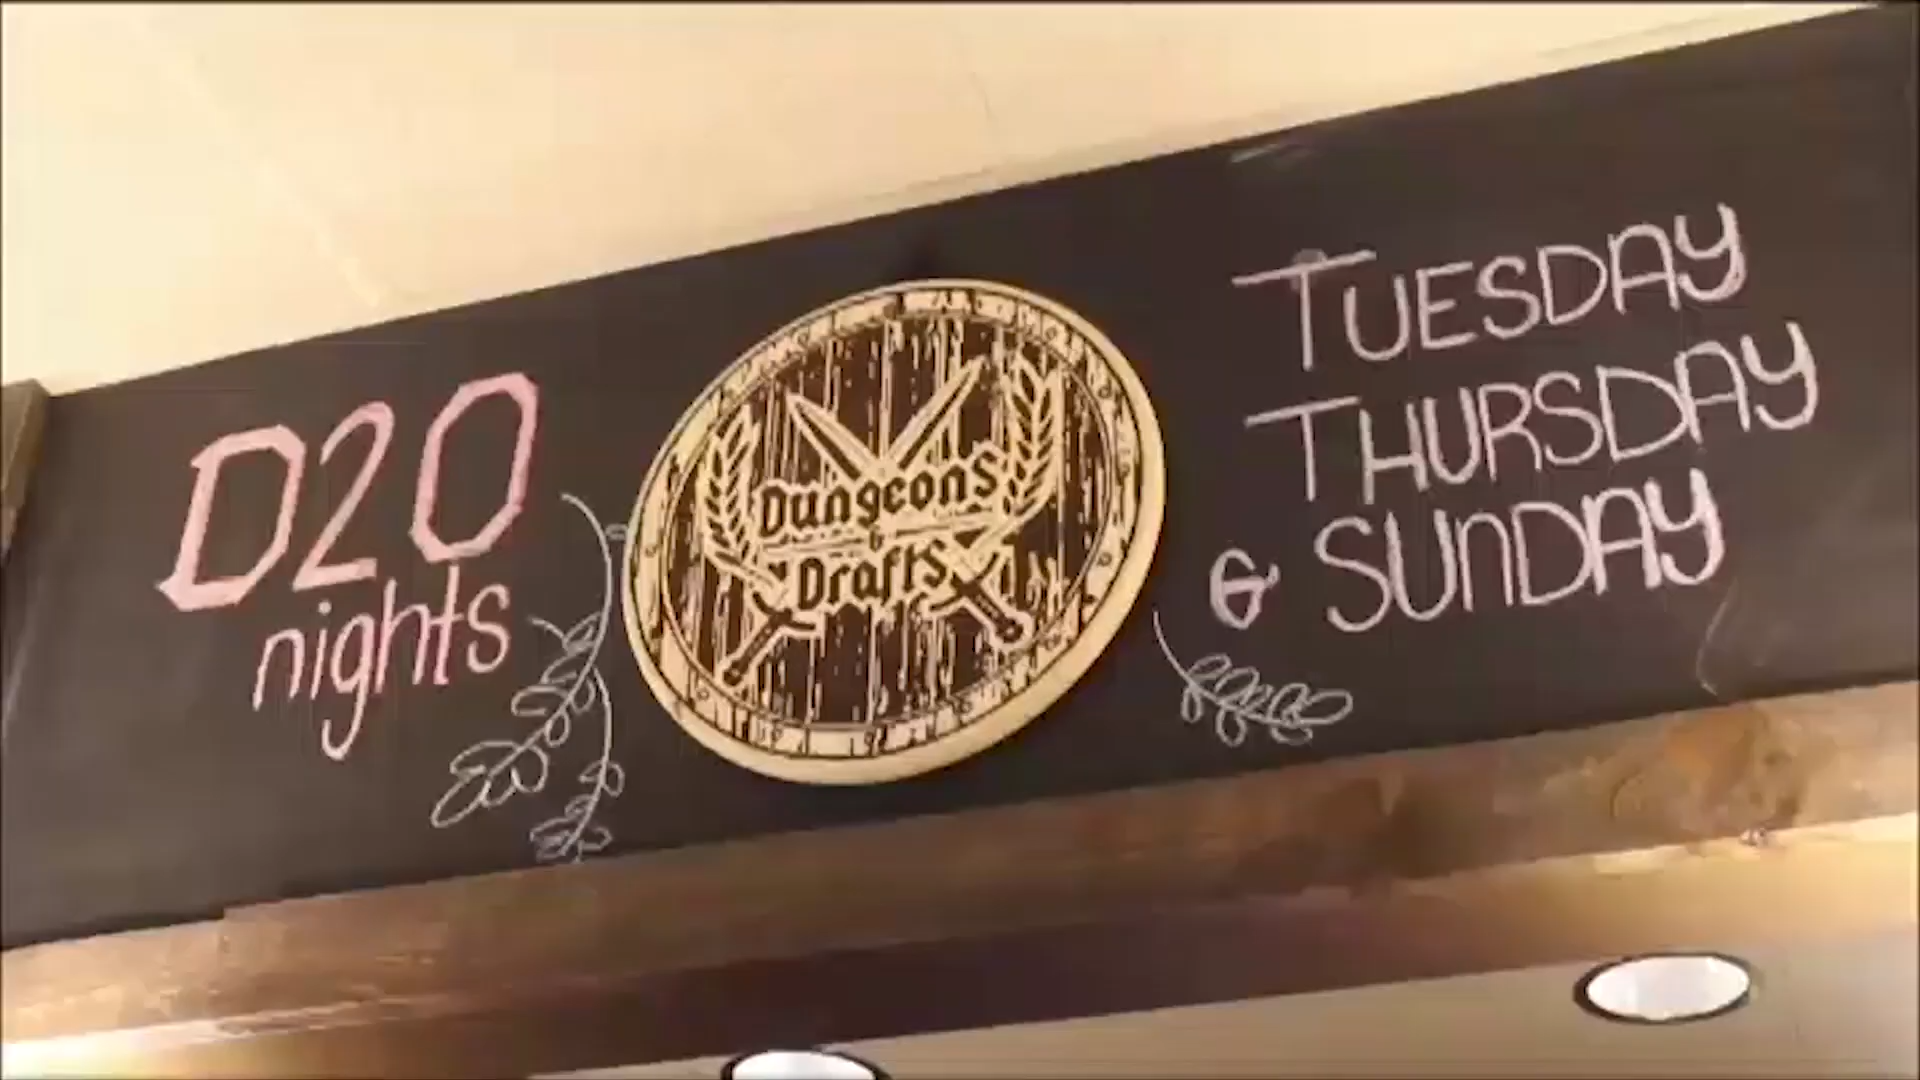 D20
nights
Dungeons
&
Drafts
TUESDAY
THURSDAY
& SUNDAY